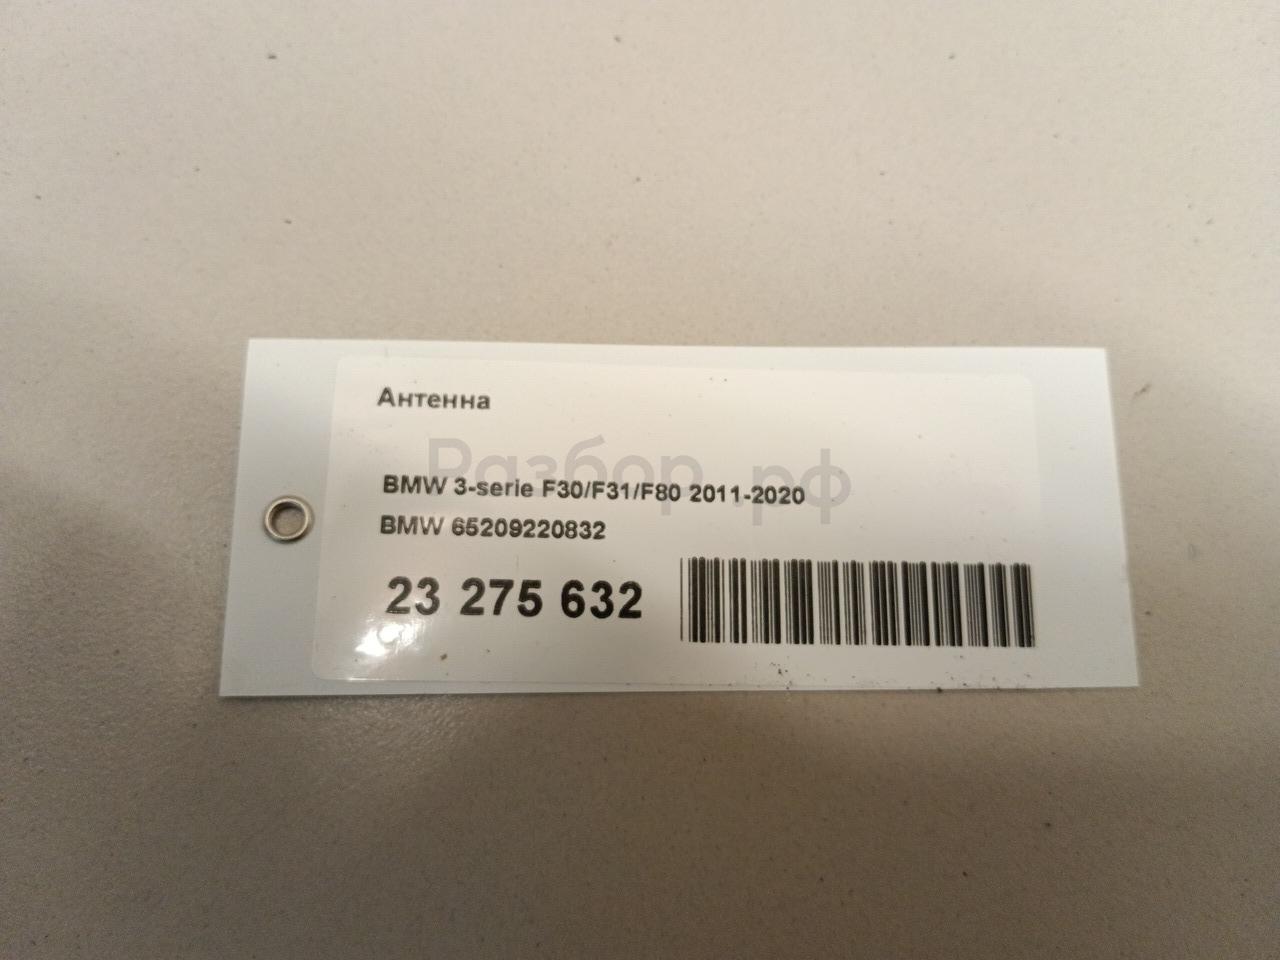 Антенна
Разбор.рф
BMW 3-serie F30/F31/F80 2011-2020
BMW 65209220832
23 275 632